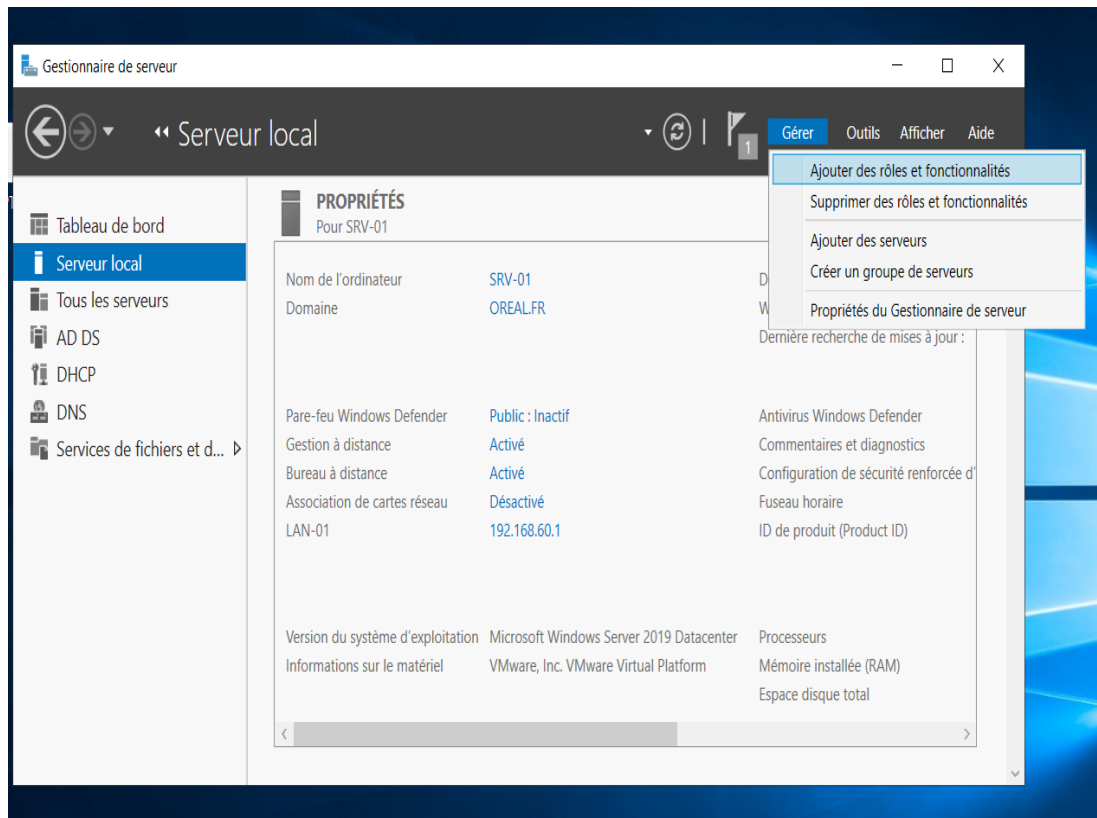 Gestionnaire de serveur
Serveur local
1
Gérer Outils Afficher Aide
Ajouter des rôles et fonctionnalités
Supprimer des rôles et fonctionnalités
Ajouter des serveurs
Créer un groupe de serveurs
Propriétés du Gestionnaire de serveur
Tableau de bord
Serveur local
Tous les serveurs
AD DS
DHCP
DNS
Services de fichiers et d...
PROPRIÉTÉS
Pour SRV-01
Nom de l'ordinateur SRV-01
Domaine OREAL.FR
Dernière recherche de mises à jour :
Pare-feu Windows Defender Public : Inactif Antivirus Windows Defender
Gestion à distance Activé Commentaires et diagnostics
Bureau à distance Activé Configuration de sécurité renforcée d'
Association de cartes réseau Désactivé Fuseau horaire
LAN-01 192.168.60.1 ID de produit (Product ID)
Version du système d'exploitation Microsoft Windows Server 2019 Datacenter Processeurs
Informations sur le matériel VMware, Inc. VMware Virtual Platform Mémoire installée (RAM)
Espace disque total